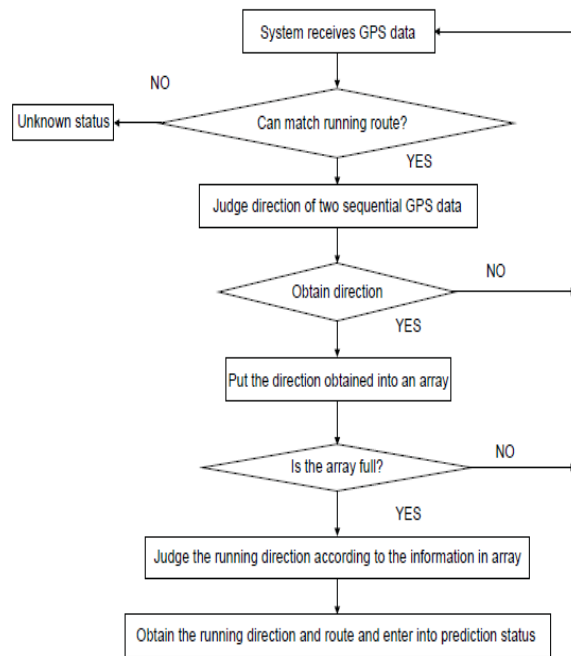 System receives GPS data
NO
Unknown status
Can match running route?
YES
Judge direction of two sequential GPS data
NO
Obtain direction
YES
Put the direction obtained into an array
NO
Is the array full?
YES
Judge the running direction according to the information in array
Obtain the running direction and route and enter into prediction status